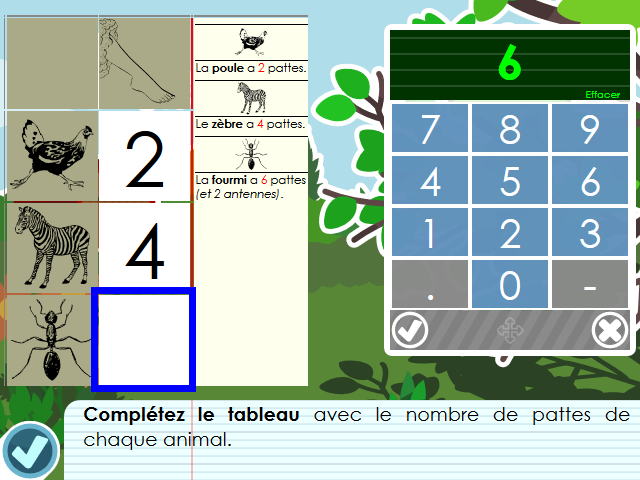 La poule a 2 pattes.
Le zèbre a 4 pattes.
La fourmi a 6 pattes
(et 2 antennes).
2
4
6
Effacer
7 8 9
4 5 6
1 2 3
. 0 -
Complétez le tableau avec le nombre de pattes de
chaque animal.